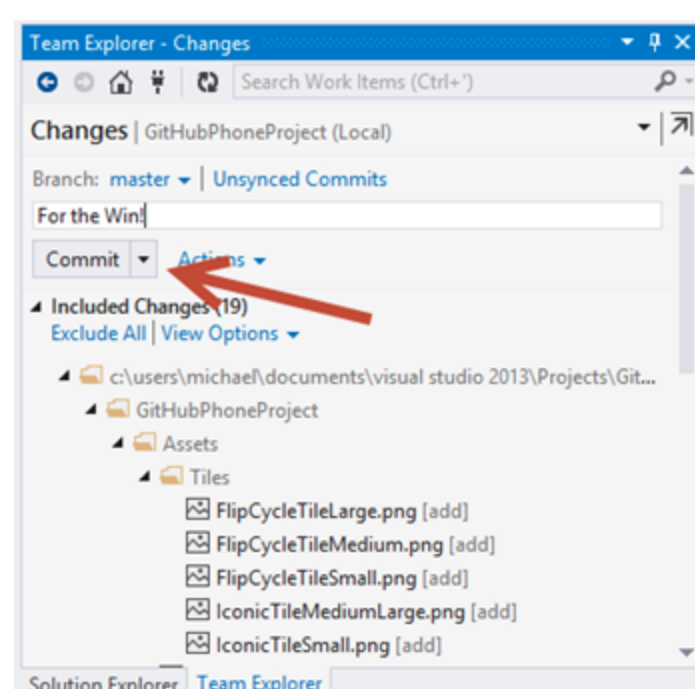 Team Explorer - Changes
Search Work Items (Ctrl+')
Changes | GitHubPhoneProject (Local)
Branch: master | Unsynced Commits
For the Win!
Commit Actions
Included Changes (19)
Exclude All | View Options
c:\users\michael\documents\visual studio 2013\Projects\Git...
GitHubPhoneProject
Assets
Tiles
FlipCycleTileLarge.png [add]
FlipCycleTileMedium.png [add]
FlipCycleTileSmall.png [add]
IconicTileMediumLarge.png [add]
IconicTileSmall.png [add]
Solution Explorer Team Explorer